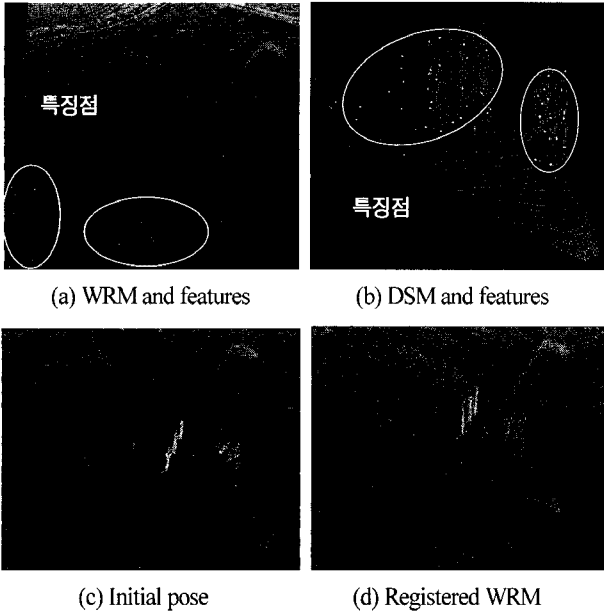 특징점
특징점
(a) WRM and features
(b) DSM and features
(c) Initial pose
(d) Registered WRM